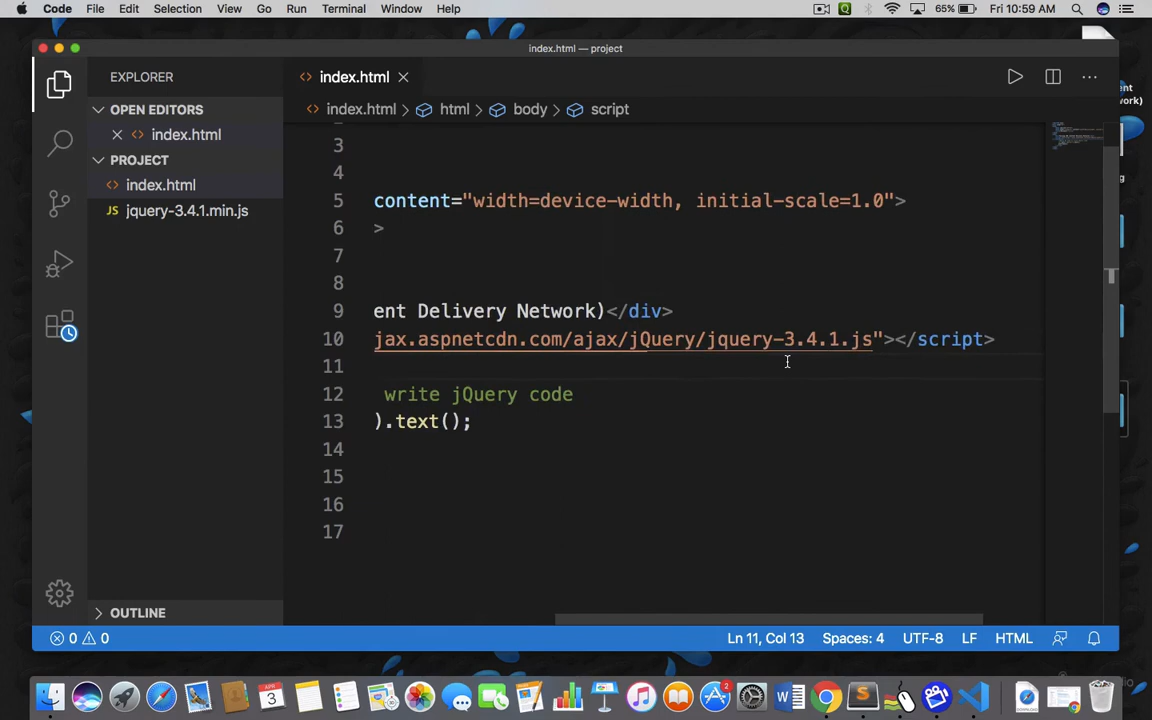 Code File Edit Selection View Go Run Terminal Window Help 65% Fri 10:59 AM
index.html — project
EXPLORER
index.html
OPEN EDITORS
index.html > html > body > script
index.html
PROJECT
index.html
JS jquery-3.4.1.min.js
3
4
5 content="width=device-width, initial-scale=1.0">
6 >
7
8
9 ent Delivery Network)</div>
10 jax.aspnetcdn.com/ajax/jQuery/jquery-3.4.1.js"></script>
11
12 write jQuery code
13 ).text();
14
15
16
17
OUTLINE
0 0 Ln 11, Col 13 Spaces: 4 UTF-8 LF HTML
APR
3
2